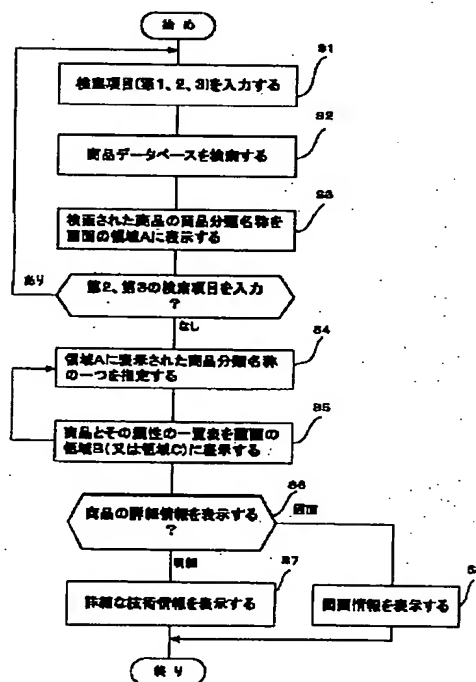 始め
S1
検索項目(第1、2、3)を入力する
S2
商品データベースを検索する
S3
検索された商品の商品分類名称を
画面の領域Aに表示する
あり
第2、第3の検索項目を入力
?
なし
S4
領域Aに表示された商品分類名称
の一つを指定する
S5
商品とその属性の一覧表を画面の
領域B(又は領域C)に表示する
S6
商品の詳細情報を表示する
?
図面
S7
詳細な技術情報を表示する
図面情報を表示する
終り